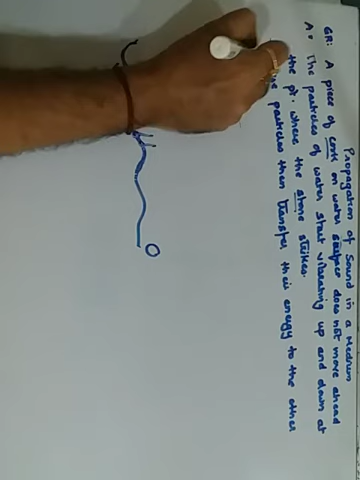 Propagation of Sound in a Medium
GR: A piece of cork on water surface does not move ahead
A. The particles of water start vibrating up and down at
the pt. where the stone strikes.
particles then transfer their energy to the other